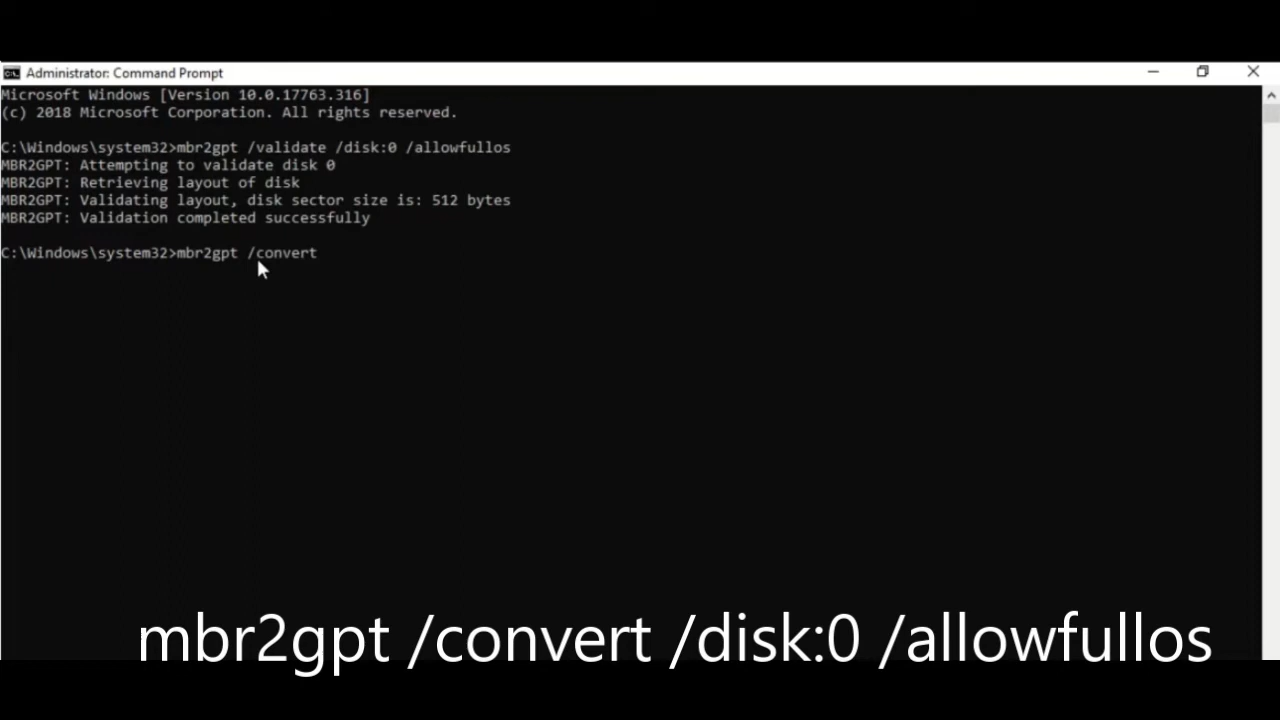 Administrator: Command Prompt
Microsoft Windows [Version 10.0.17763.316]
(c) 2018 Microsoft Corporation. All rights reserved.
C:\Windows\system32>mbr2gpt /validate /disk:0 /allowfullos
MBR2GPT: Attempting to validate disk 0
MBR2GPT: Retrieving layout of disk
MBR2GPT: Validating layout, disk sector size is: 512 bytes
MBR2GPT: Validation completed successfully
C:\Windows\system32>mbr2gpt /convert
mbr2gpt /convert /disk:0 /allowfullos